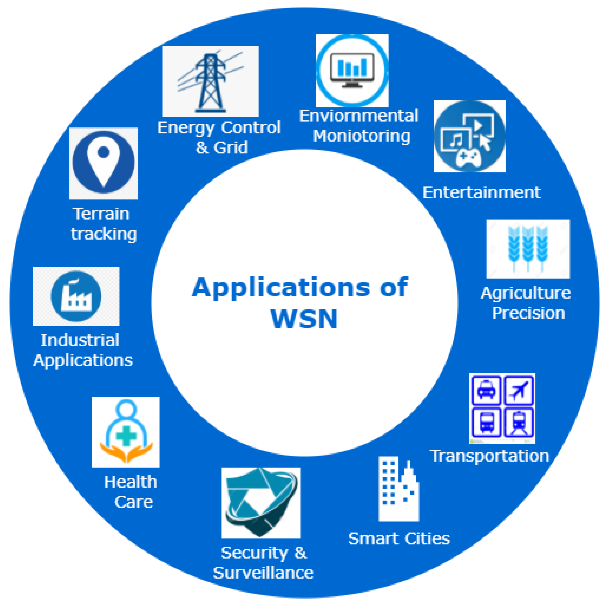 Applications of
WSN
Energy Control
& Grid
Enviornmental
Moniotoring
Entertainment
Agriculture
Precision
Transportation
Smart Cities
Security &
Surveillance
Health
Care
Industrial
Applications
Terrain
tracking